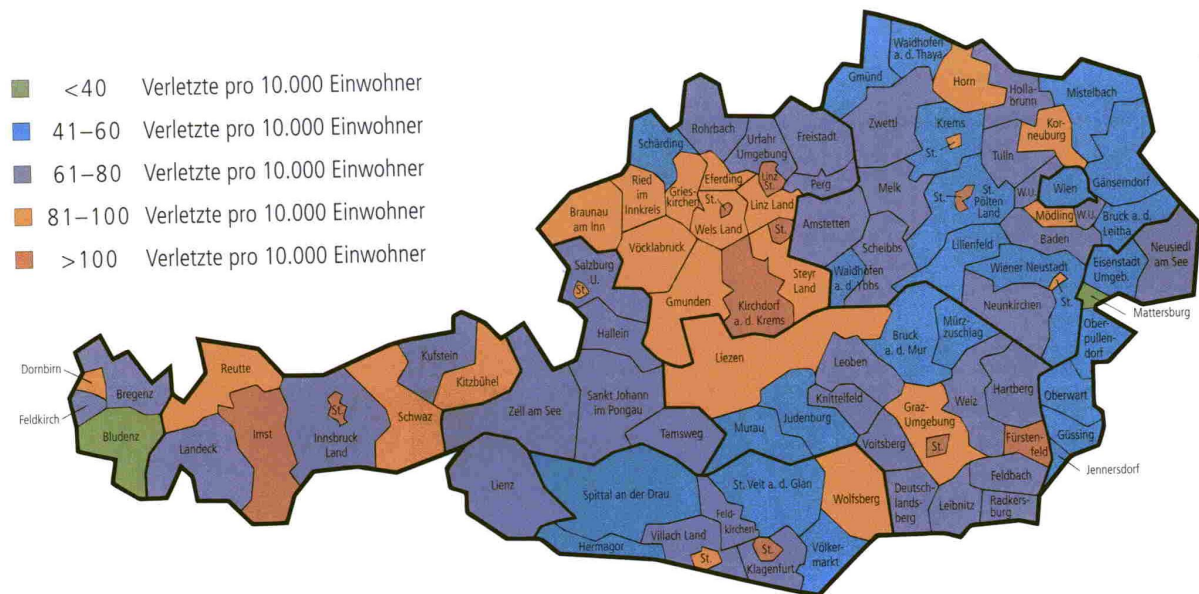 <40 Verletzte pro 10.000 Einwohner
41–60 Verletzte pro 10.000 Einwohner
61–80 Verletzte pro 10.000 Einwohner
81–100 Verletzte pro 10.000 Einwohner
>100 Verletzte pro 10.000 Einwohner
Waidhofen
a. d. Thaya
Gmünd
Horn
Holla-
brunn
Mistelbach
Zwettl
Krems
St.
Kor-
neuburg
Tulln
Rohrbach
Urfahr
Umgebung
Freistadt
Schärding
Perg
Linz
St.
Eferding
Gries-
kirchen
Ried
im
Innkreis
St.
Linz Land
Wels Land
Braunau
am Inn
Vöcklabruck
St.
Steyr
Land
Gmunden
Kirchdorf
a. d. Krems
Melk
Amstetten
Scheibbs
Waidhofen
a. d. Ybbs
St.
St.
Pölten
Land
W.U.
Wien
Gänserndorf
Mödling
W.U.
Bruck a. d.
Leitha
Baden
Lilienfeld
Wiener Neustadt
St.
Neunkirchen
Eisenstadt
Umgeb.
Neusiedl
am See
Mattersburg
Ober-
pullen-
dorf
Oberwart
Güssing
Jennersdorf
Salzburg
U.
St.
Hallein
Zell am See
Sankt Johann
im Pongau
Tamsweg
Liezen
Bruck
a. d. Mur
Mürz-
zuschlag
Leoben
Knittelfeld
Judenburg
Murau
Voitsberg
Graz-
Umgebung
St.
Weiz
Hartberg
Fürsten-
feld
Feldbach
Deutsch-
lands-
berg
Leibnitz
Radkers-
burg
Dornbirn
Bregenz
Feldkirch
Bludenz
Reutte
Landeck
Imst
Innsbruck
Land
St.
Schwaz
Kufstein
Kitzbühel
Lienz
Spittal an der Drau
Hermagor
Villach Land
St.
Feld-
kirchen
St. Veit a. d. Glan
St.
Klagenfurt
Völker-
markt
Wolfsberg